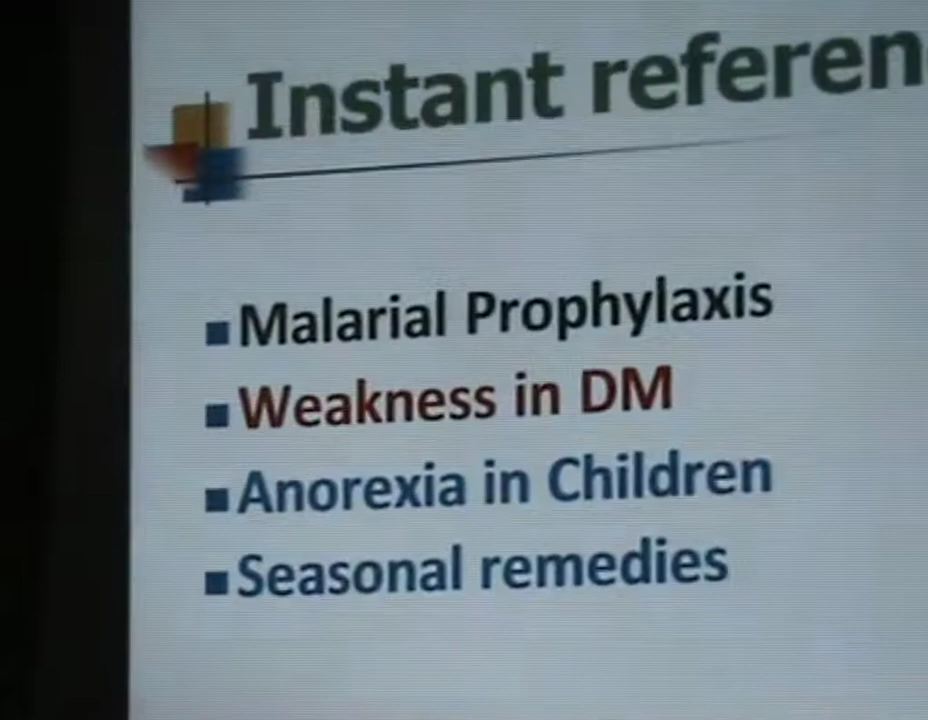 Instant referen
Malarial Prophylaxis
Weakness in DM
Anorexia in Children
Seasonal remedies